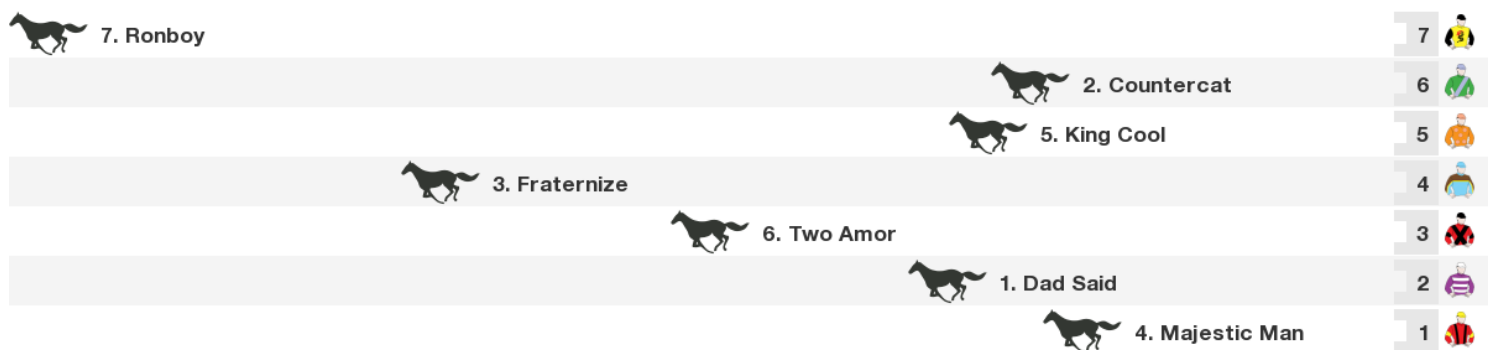 7. Ronboy 7
2. Countercat 6
5. King Cool 5
3. Fraternize 4
6. Two Amor 3
1. Dad Said 2
4. Majestic Man 1